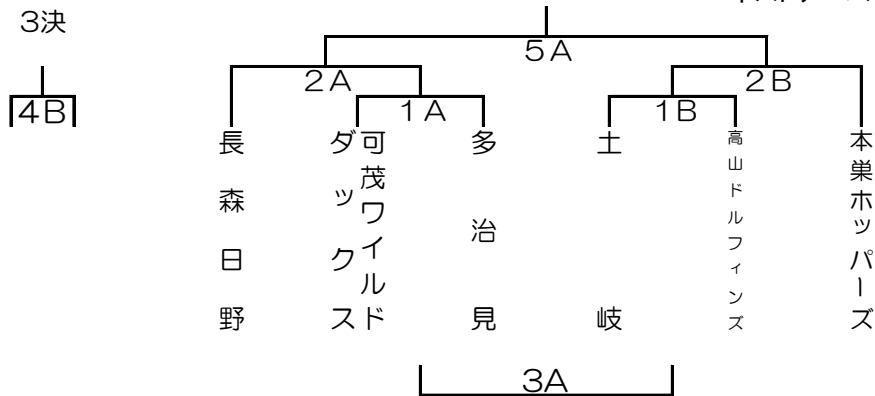 3決
4B
5A
2A
2B
1A
1B
長森日野
可茂ワイルド
ダックス
多治見
土岐
高山ドルフィンズ
本巣ホッパーズ
3A